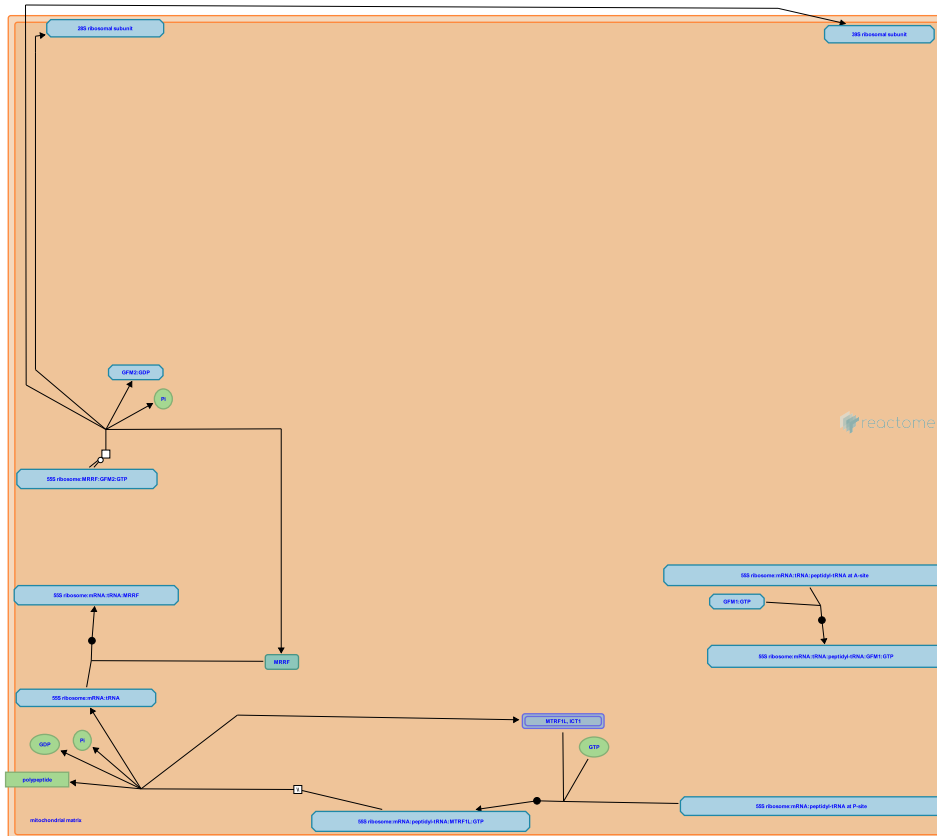 28S ribosomal subunit
39S ribosomal subunit
GFM2:GDP
Pi
reactome
55S ribosome:MRRF:GFM2:GTP
55S ribosome:mRNA:tRNA:peptidyl-tRNA at A-site
55S ribosome:mRNA:tRNA:MRRF
GFM1:GTP
55S ribosome:mRNA:tRNA:peptidyl-tRNA:GFM1:GTP
MRRF
55S ribosome:mRNA:tRNA
MTRF1L, ICT1
GDP
Pi
GTP
polypeptide
55S ribosome:mRNA:peptidyl-tRNA at P-site
mitochondrial matrix
55S ribosome:mRNA:peptidyl-tRNA:MTRF1L:GTP